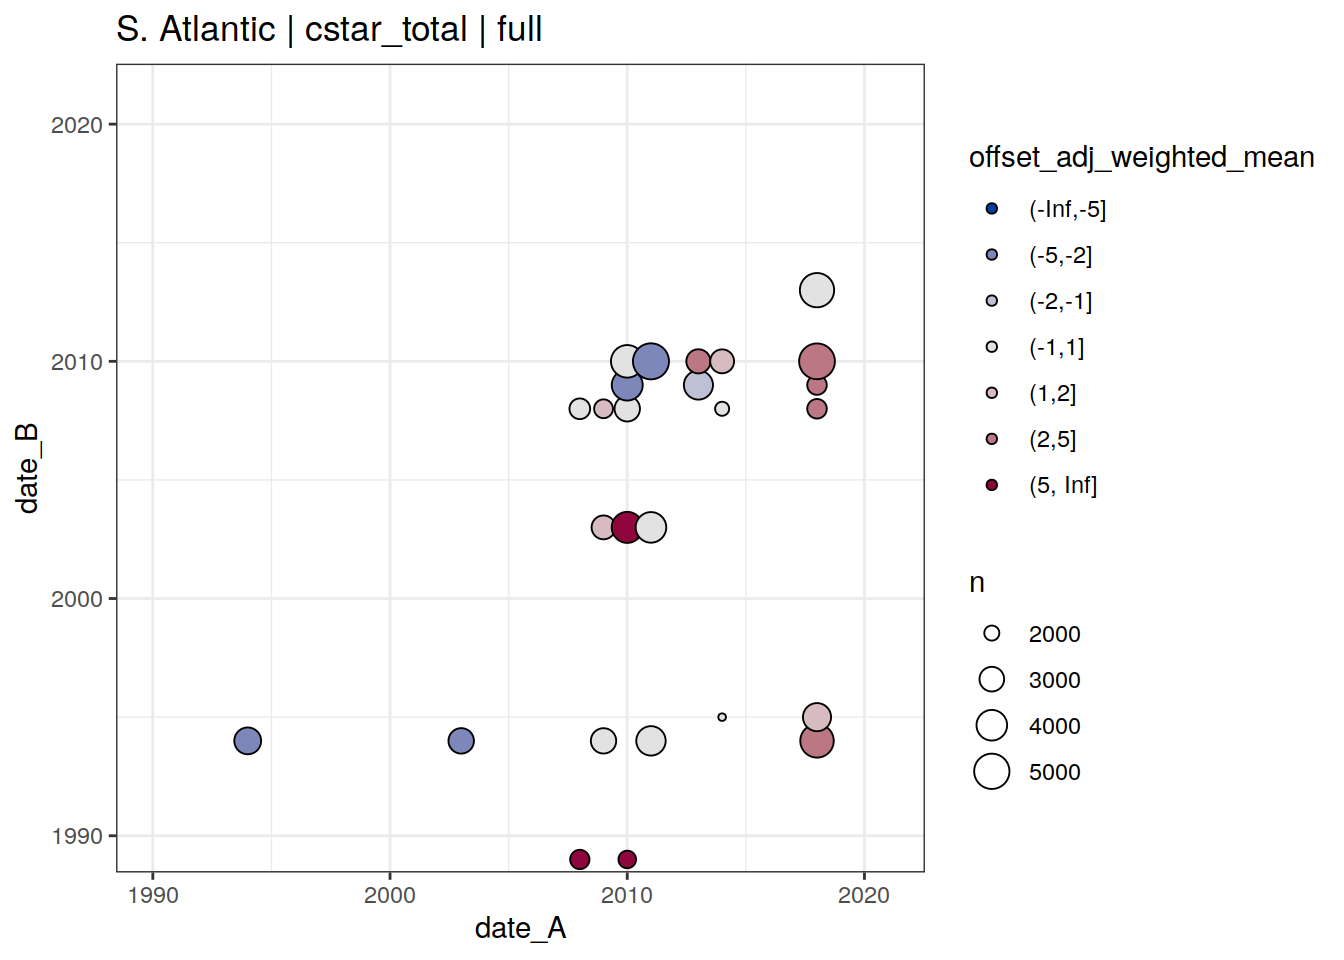 S. Atlantic | cstar_total | full
2020
2010
2000
1990
date_B
1990
2000
2010
2020
date_A
offset_adj_weighted_mean
(-Inf,-5]
(-5,-2]
(-2,-1]
(-1,1]
(1,2]
(2,5]
(5, Inf]
n
2000
3000
4000
5000